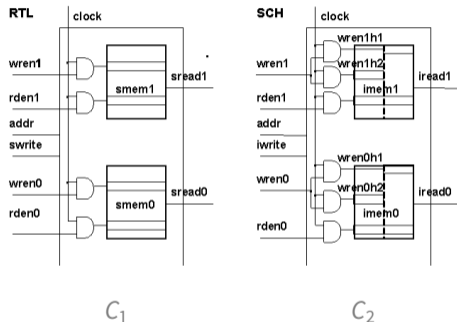 RTL
clock
wren1
rden1
smem1
sread1
addr
swrite
wren0
rden0
smem0
sread0
C1
SCH
clock
wren1h1
wren1
wren1h2
rden1
imem1
iread1
addr
iwrite
wren0h1
wren0
wren0h2
imem0
iread0
rden0
C2